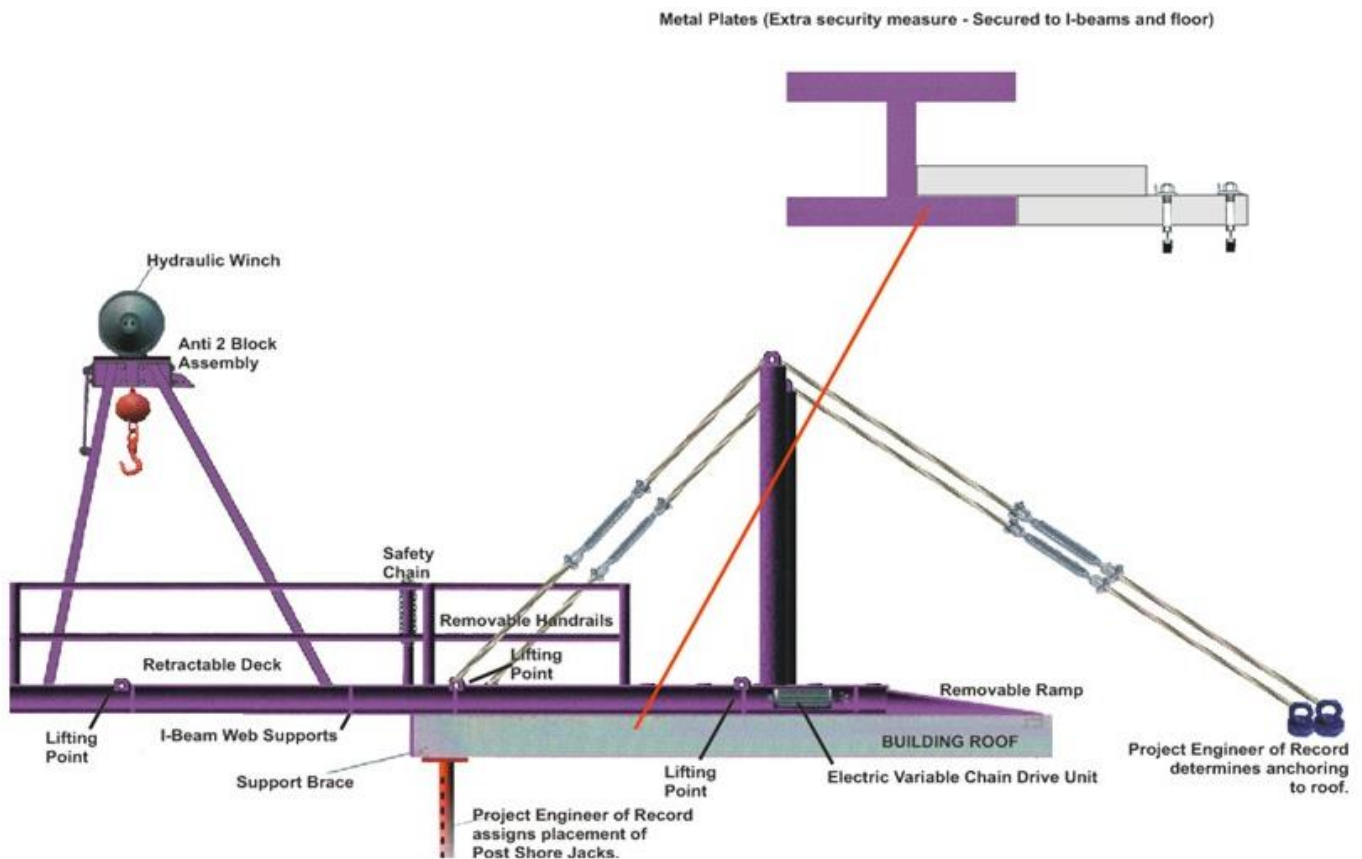 Metal Plates (Extra security measure - Secured to I-beams and floor)
Hydraulic Winch
Anti 2 Block
Assembly
Safety
Chain
Removable Handrails
Retractable Deck
Lifting
Point
Removable Ramp
Lifting
Point
I-Beam Web Supports
BUILDING ROOF
Support Brace
Lifting
Point
Electric Variable Chain Drive Unit
Project Engineer of Record
determines anchoring
to roof.
Project Engineer of Record
assigns placement of
Post Shore Jacks.